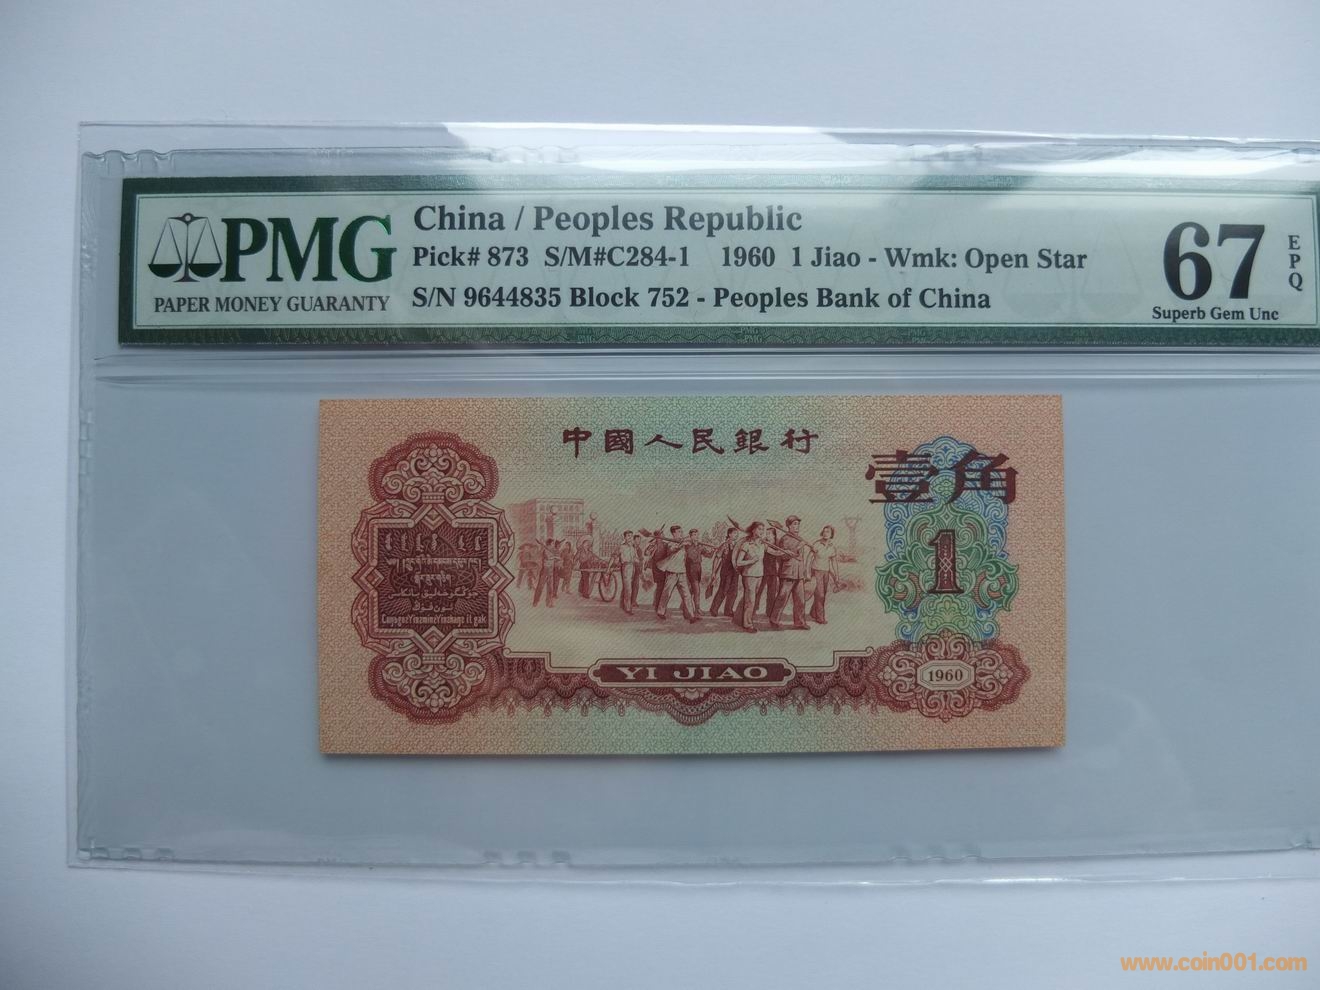 PMG
PAPER MONEY GUARANTY
China / Peoples Republic
Pick# 873 S/M#C284-1 1960 1 Jiao - Wmk: Open Star
S/N 9644835 Block 752 - Peoples Bank of China
67
EPQ
Superb Gem Unc
中國人民銀行
壹角
1
YI JIAO
1960
www.coin001.com